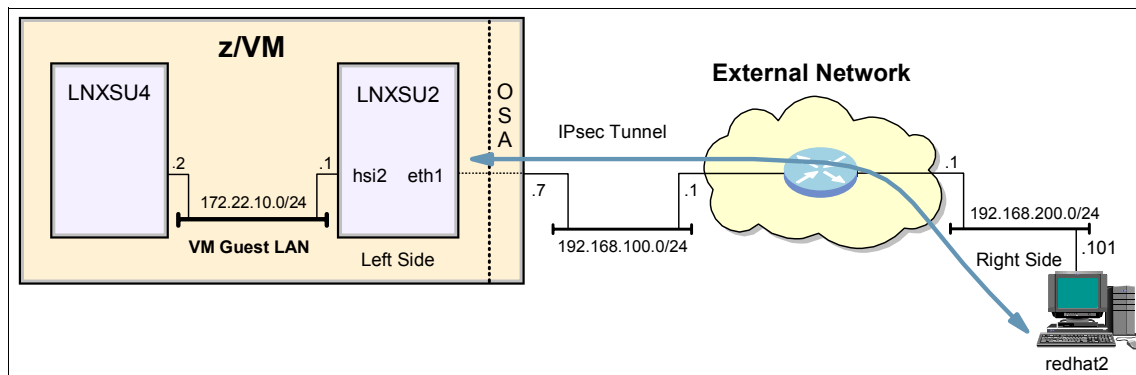 z/VM
LNXSU4
LNXSU2
O
S
A
.2
.1
hsi2
eth1
172.22.10.0/24
VM Guest LAN
Left Side
External Network
IPsec Tunnel
.7
.1
192.168.100.0/24
.1
192.168.200.0/24
Right Side
.101
redhat2